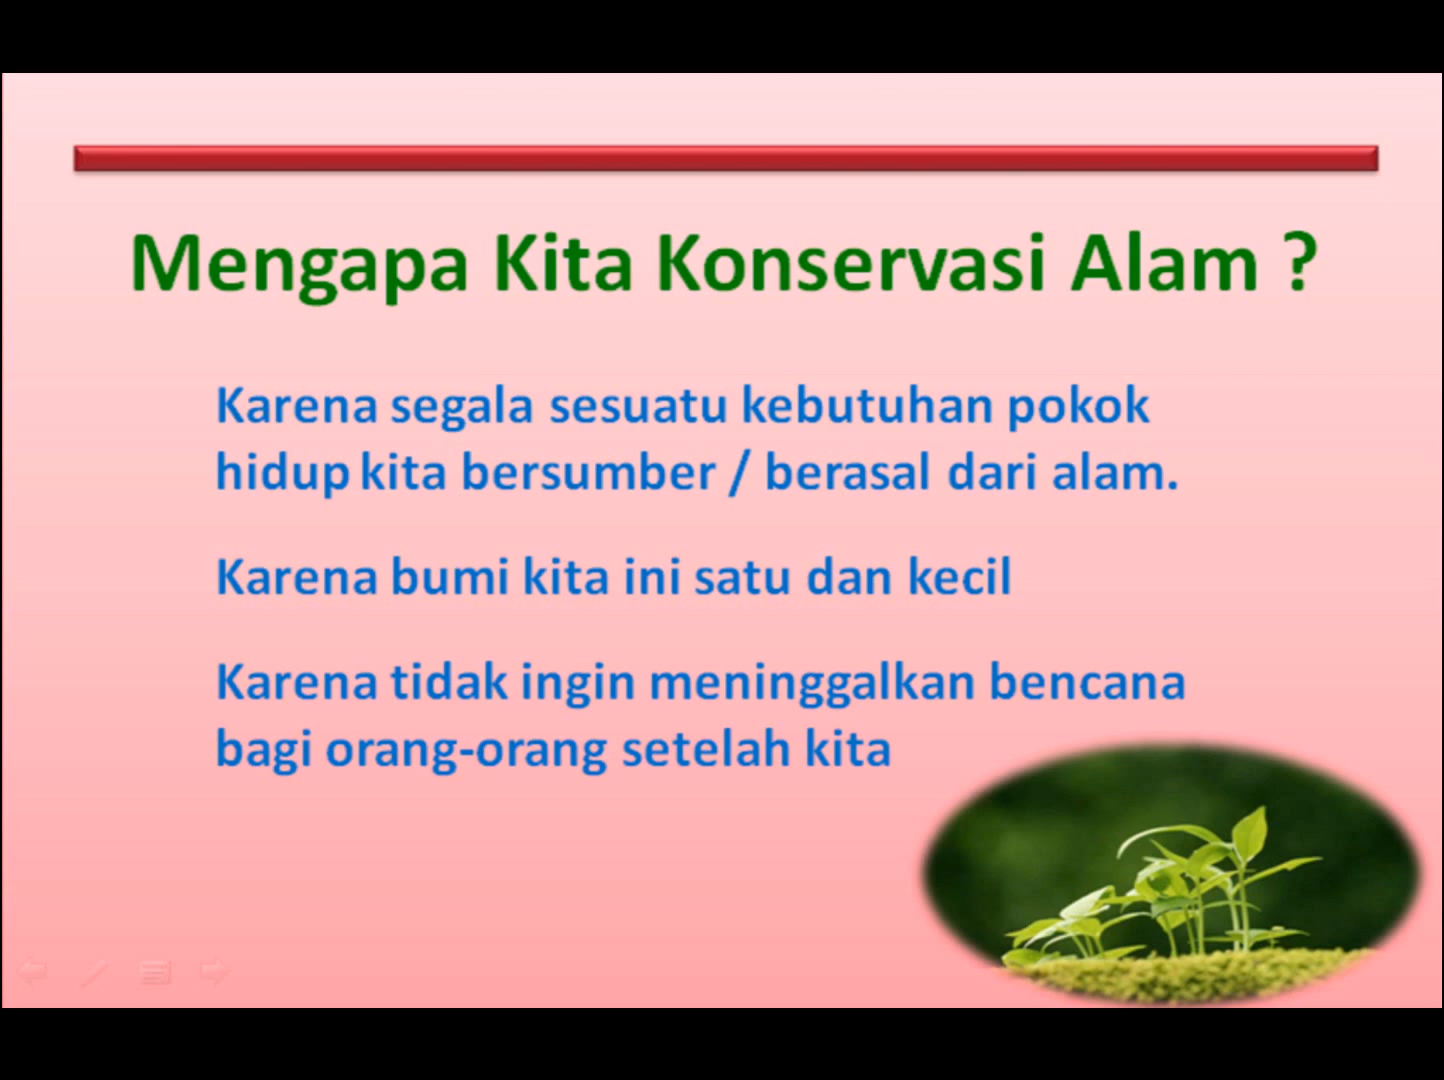 Mengapa Kita Konservasi Alam ?
Karena segala sesuatu kebutuhan pokok
hidup kita bersumber / berasal dari alam.
Karena bumi kita ini satu dan kecil
Karena tidak ingin meninggalkan bencana
bagi orang-orang setelah kita